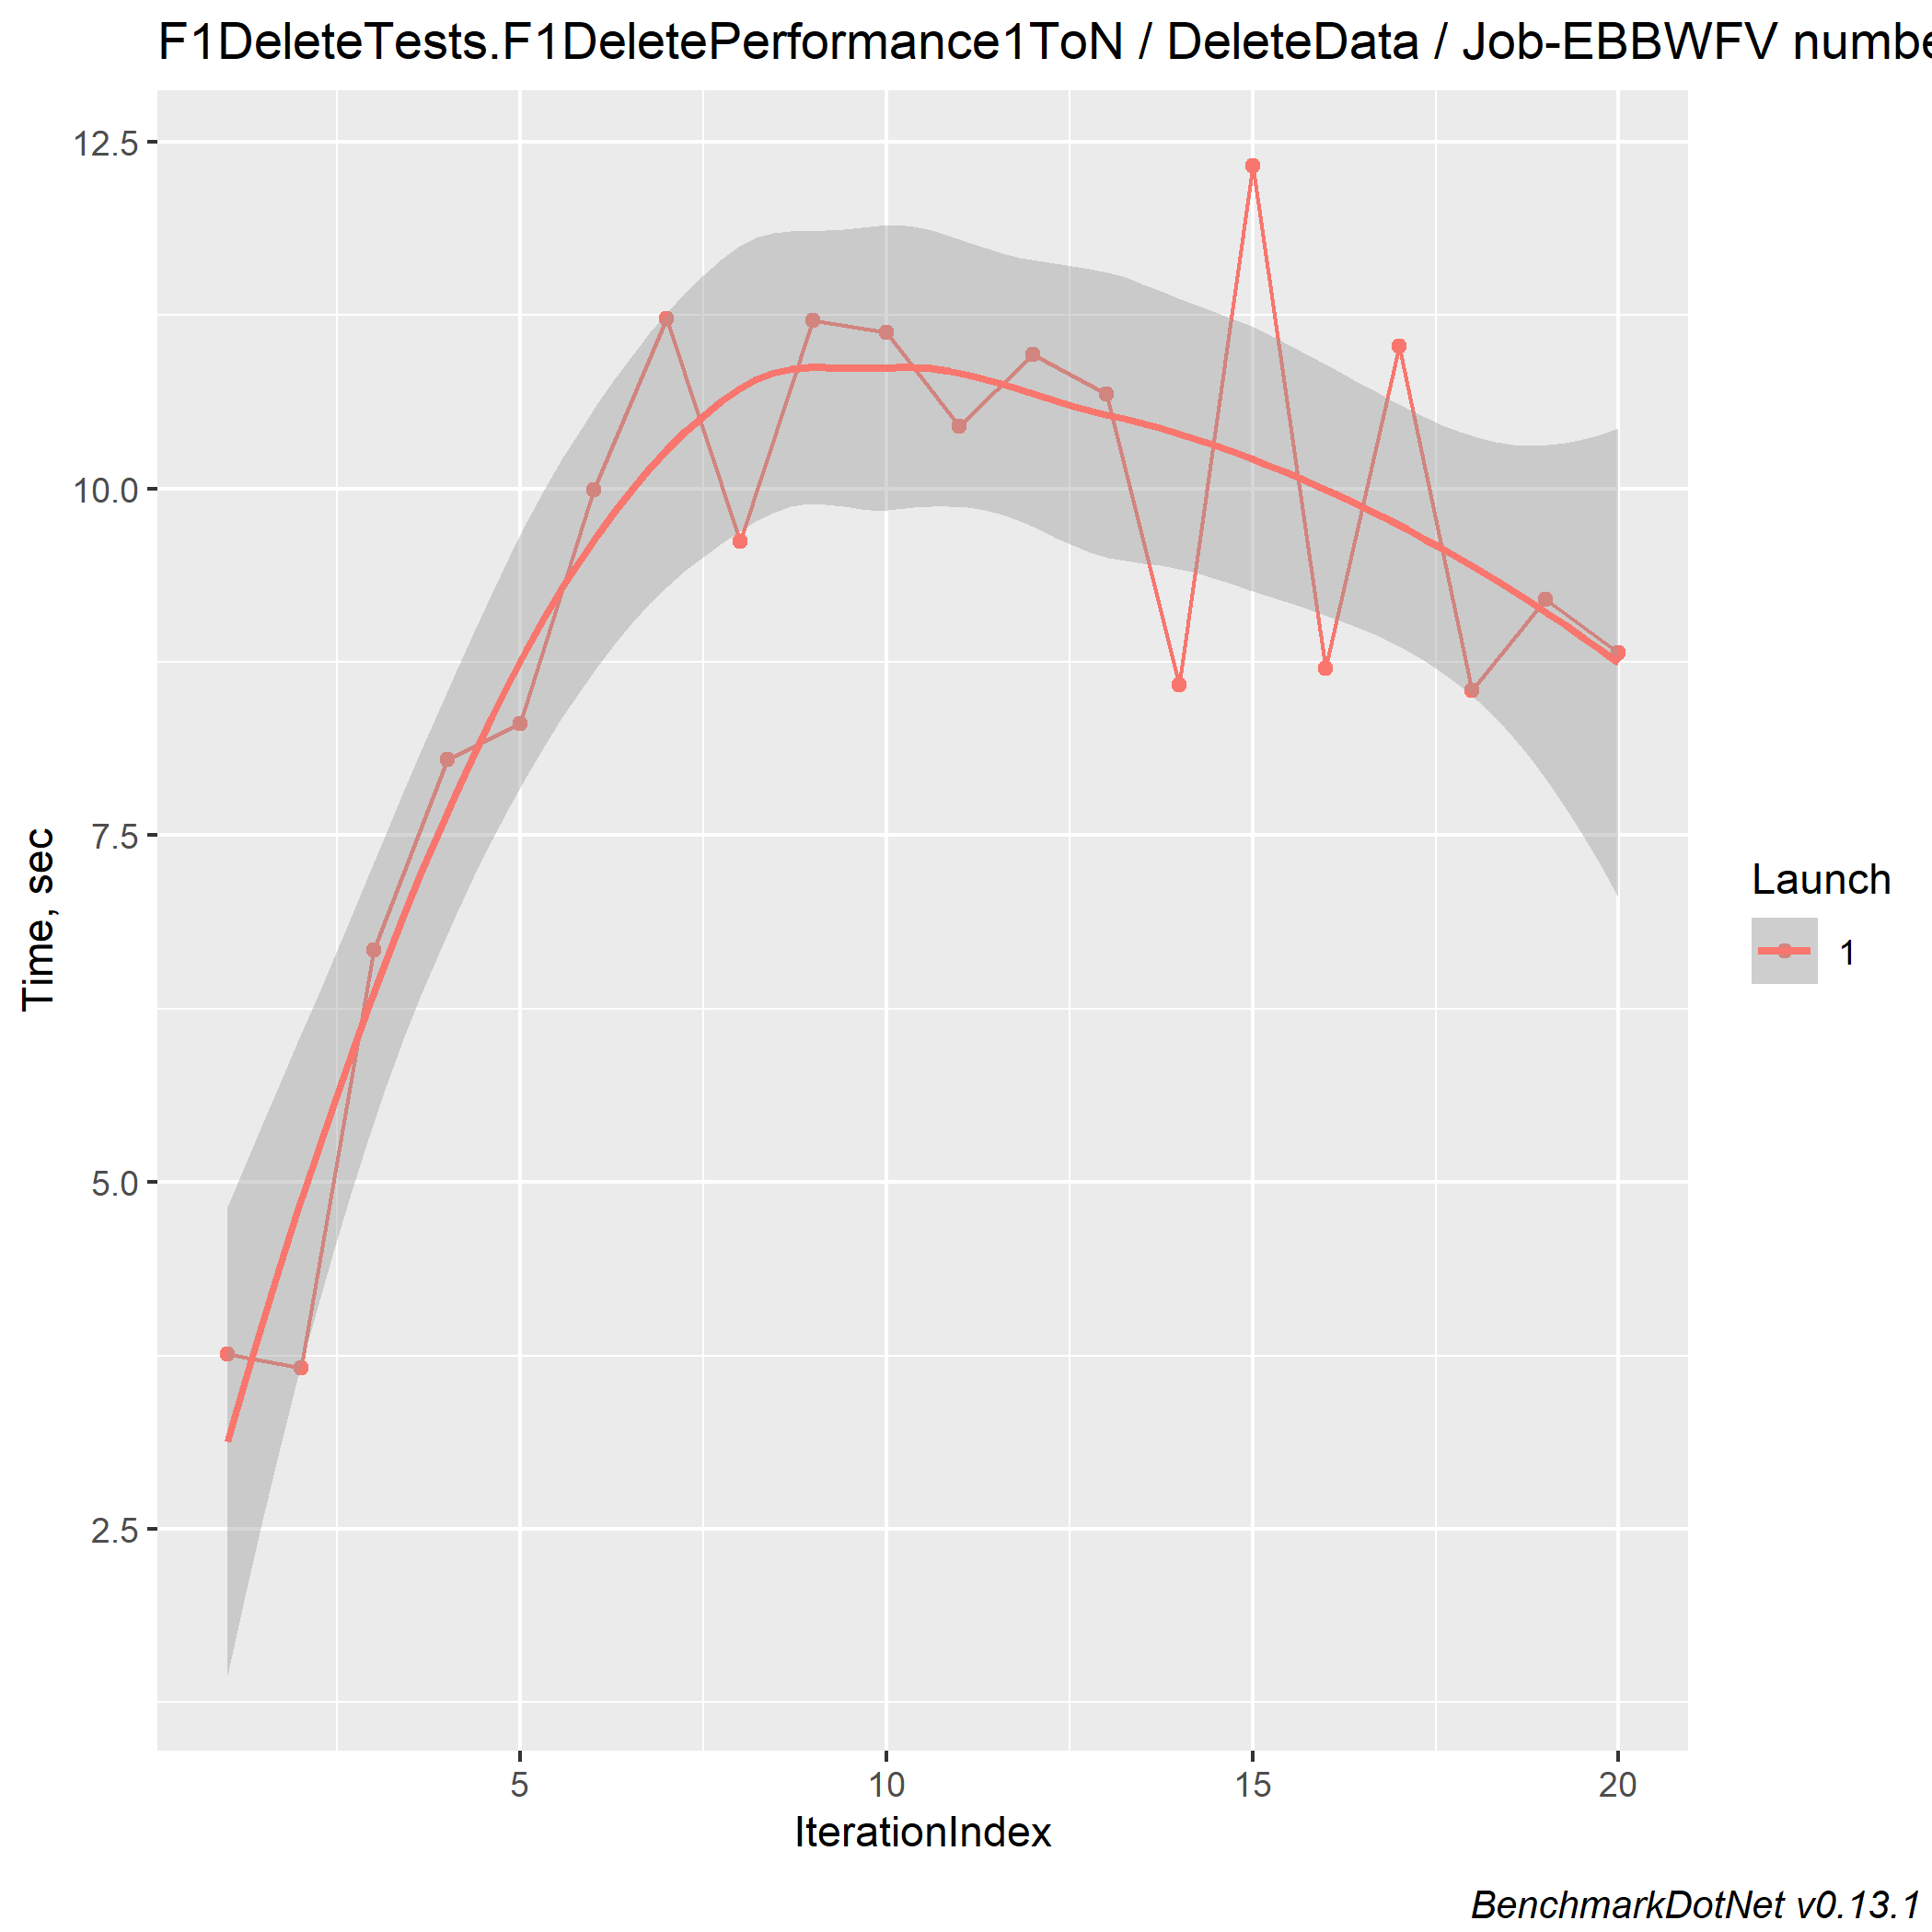 F1DeleteTests.F1DeletePerformance1ToN / DeleteData / Job-EBBWFV
12.5
10.0
7.5
5.0
2.5
Time, sec
5 10 15 20
IterationIndex
Launch
1
BenchmarkDotNet v0.13.1